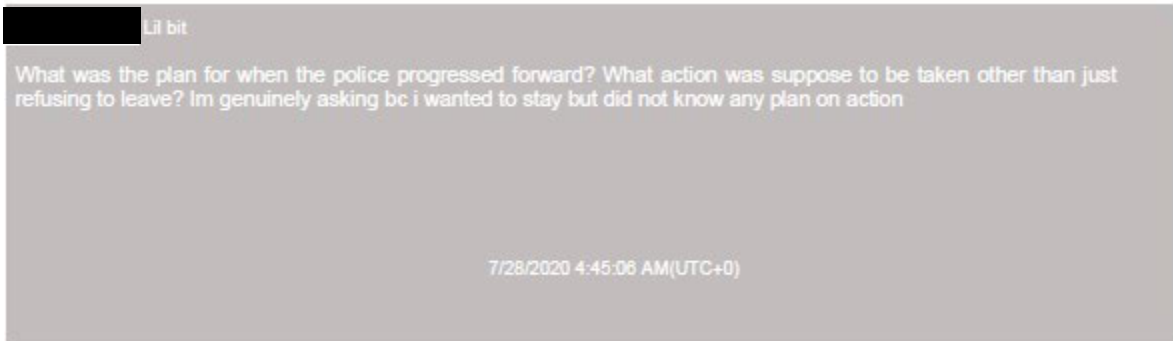 Lil bit
What was the plan for when the police progressed forward? What action was suppose to be taken other than just
refusing to leave? Im genuinely asking bc i wanted to stay but did not know any plan on action
7/28/2020 4:45:06 AM(UTC+0)